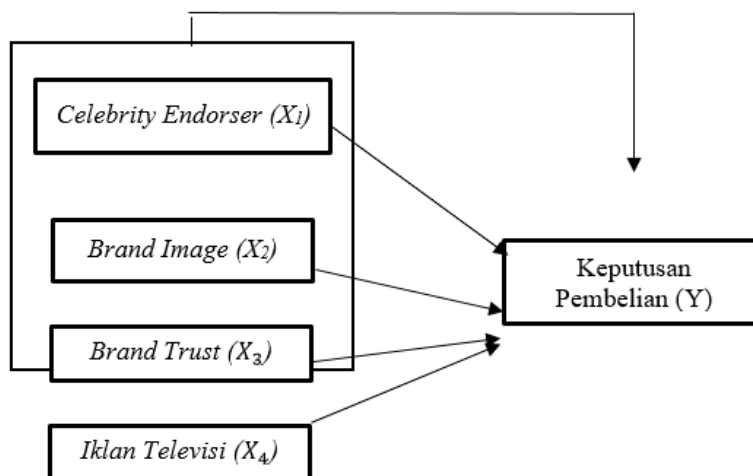 Celebrity Endorser (X1)
Brand Image (X2)
Keputusan
Pembelian (Y)
Brand Trust (X3)
Iklan Televisi (X4)